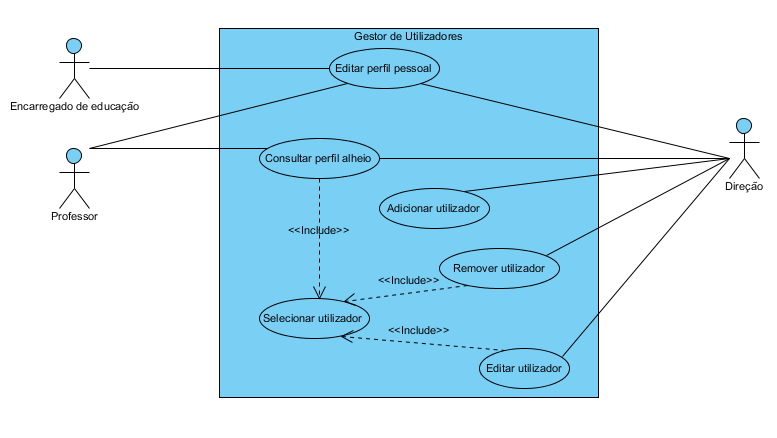 Gestor de Utilizadores
Editar perfil pessoal
Encarregado de educação
Consultar perfil alheio
Professor
Direção
Adicionar utilizador
<<Include>>
Remover utilizador
<<Include>>
Selecionar utilizador
<<Include>>
Editar utilizador